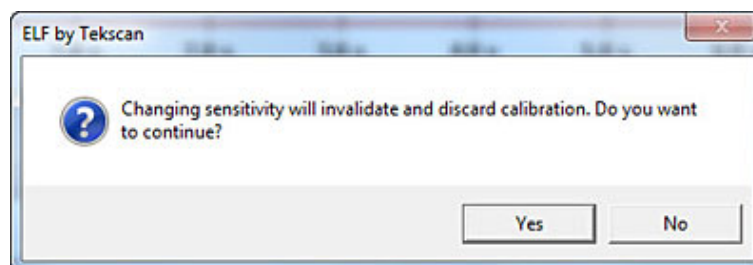 ELF by Tekscan
Changing sensitivity will invalidate and discard calibration. Do you want
to continue?
Yes
No